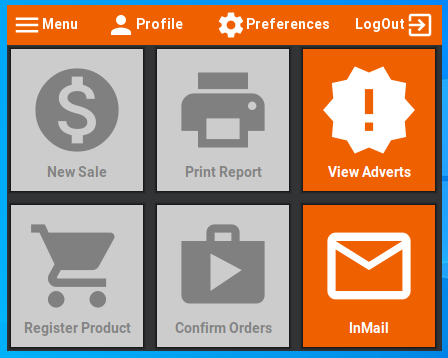 Menu Profile Preferences LogOut
New Sale Print Report View Adverts
Register Product Confirm Orders InMail